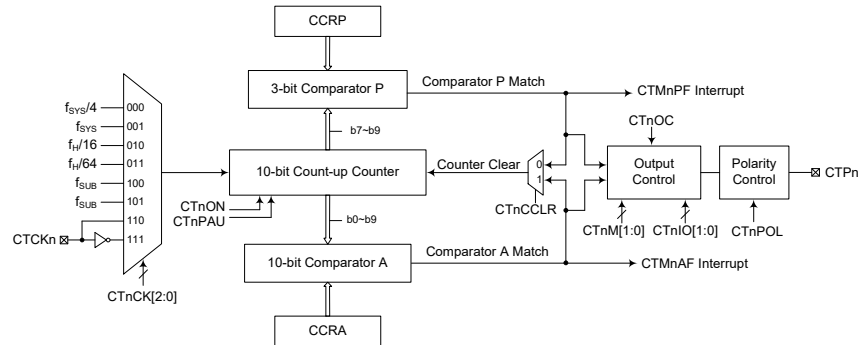 CCRP
3-bit Comparator P
Comparator P Match
CTMnPF Interrupt
b7~b9
fSYS/4
000
fSYS
001
fH/16
010
fH/64
011
fSUB
100
fSUB
101
110
111
CTCKn
CTnCK[2:0]
10-bit Count-up Counter
CTnON
CTnPAU
Counter Clear
0
1
CTnCCLR
CTnOC
Output
Control
Polarity
Control
CTPn
CTnM[1:0]
CTnIO[1:0]
CTnPOL
b0~b9
10-bit Comparator A
Comparator A Match
CTMnAF Interrupt
CCRA